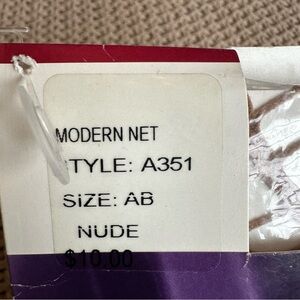 MODERN NET
STYLE: A351
SIZE: AB
NUDE
$10.00